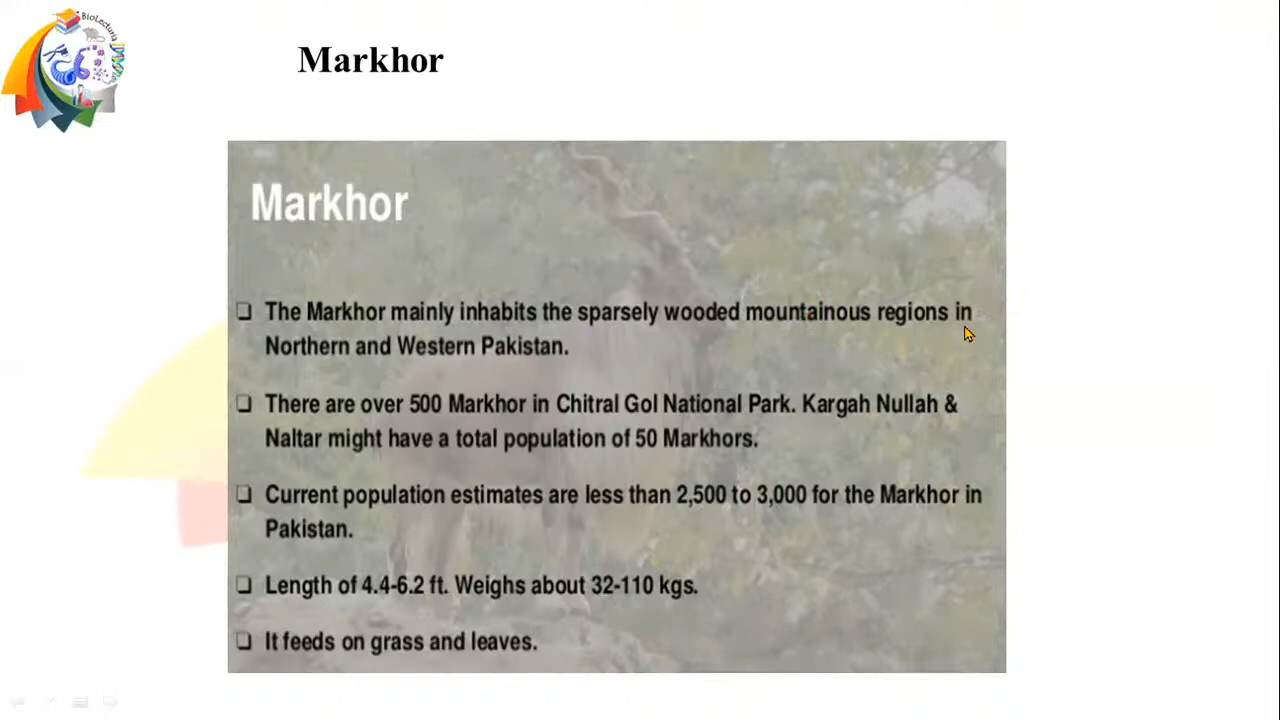 BioLecturia
Markhor
Markhor
❑ The Markhor mainly inhabits the sparsely wooded mountainous regions in
Northern and Western Pakistan.
❑ There are over 500 Markhor in Chitral Gol National Park. Kargah Nullah &
Naltar might have a total population of 50 Markhors.
❑ Current population estimates are less than 2,500 to 3,000 for the Markhor in
Pakistan.
❑ Length of 4.4-6.2 ft. Weighs about 32-110 kgs.
❑ It feeds on grass and leaves.